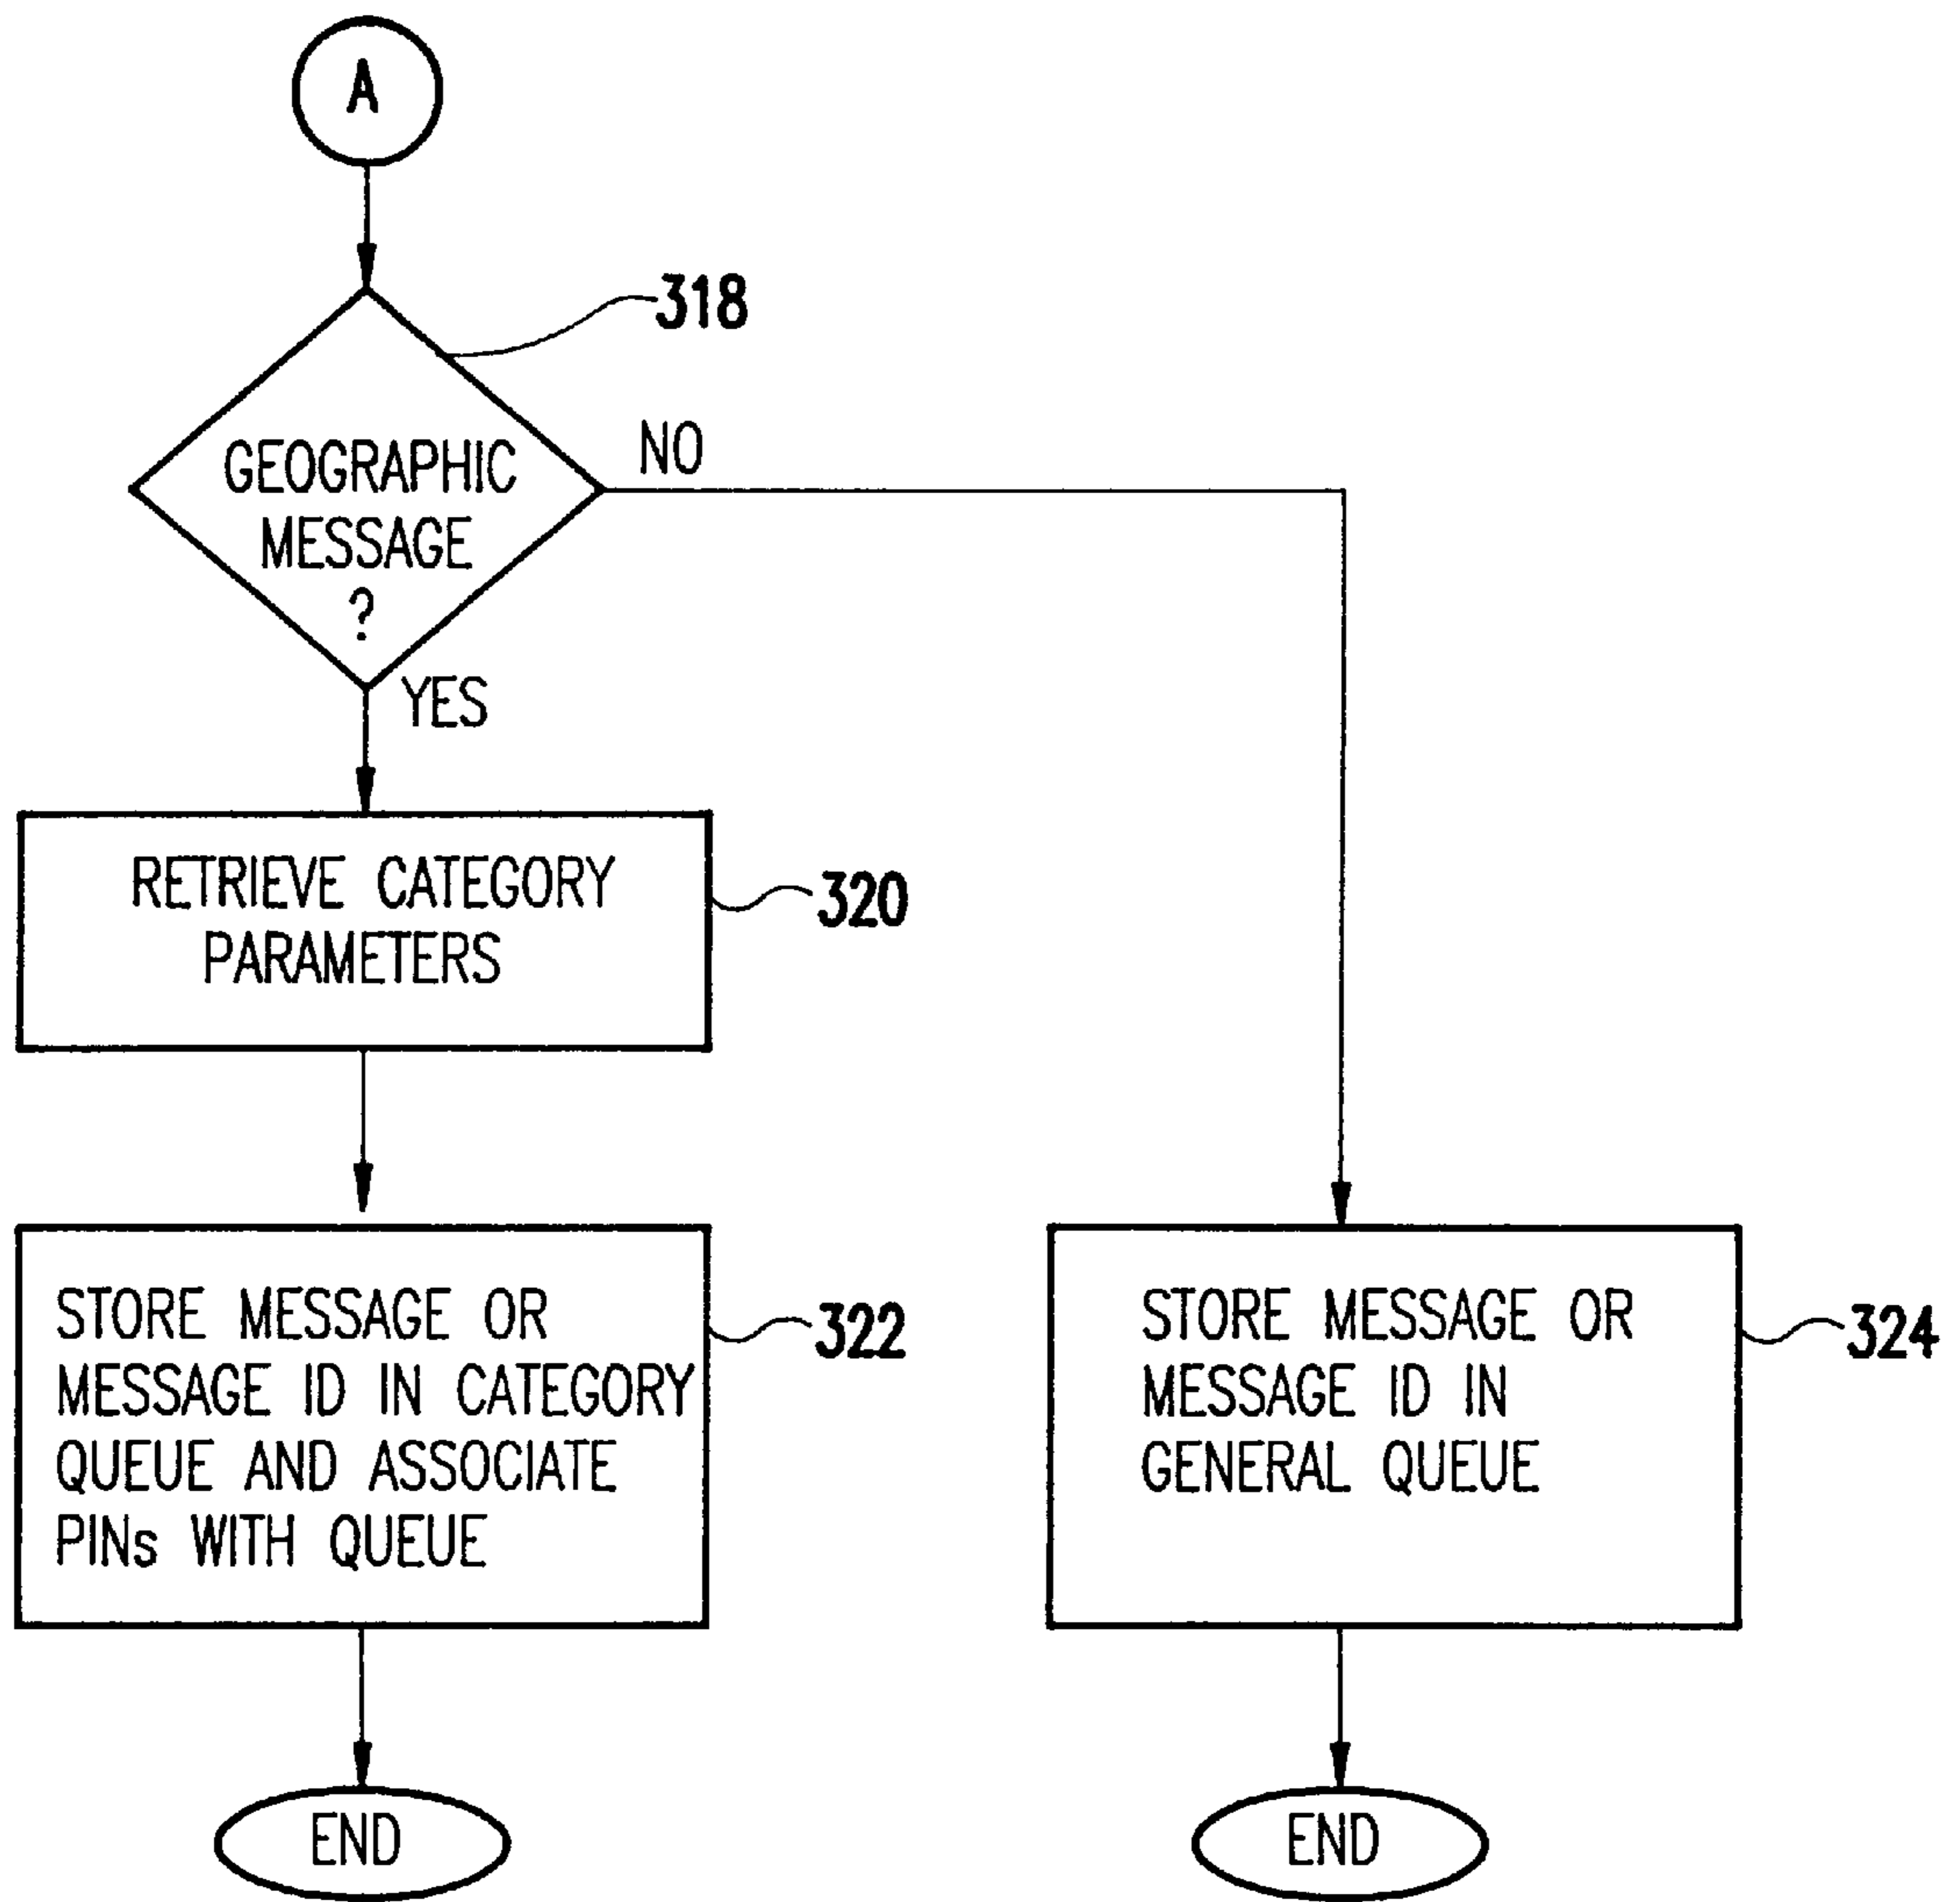 A
318
GEOGRAPHIC
MESSAGE
?
NO
YES
RETRIEVE CATEGORY
PARAMETERS
320
STORE MESSAGE OR
MESSAGE ID IN CATEGORY
QUEUE AND ASSOCIATE
PINs WITH QUEUE
322
STORE MESSAGE OR
MESSAGE ID IN
GENERAL QUEUE
324
END
END